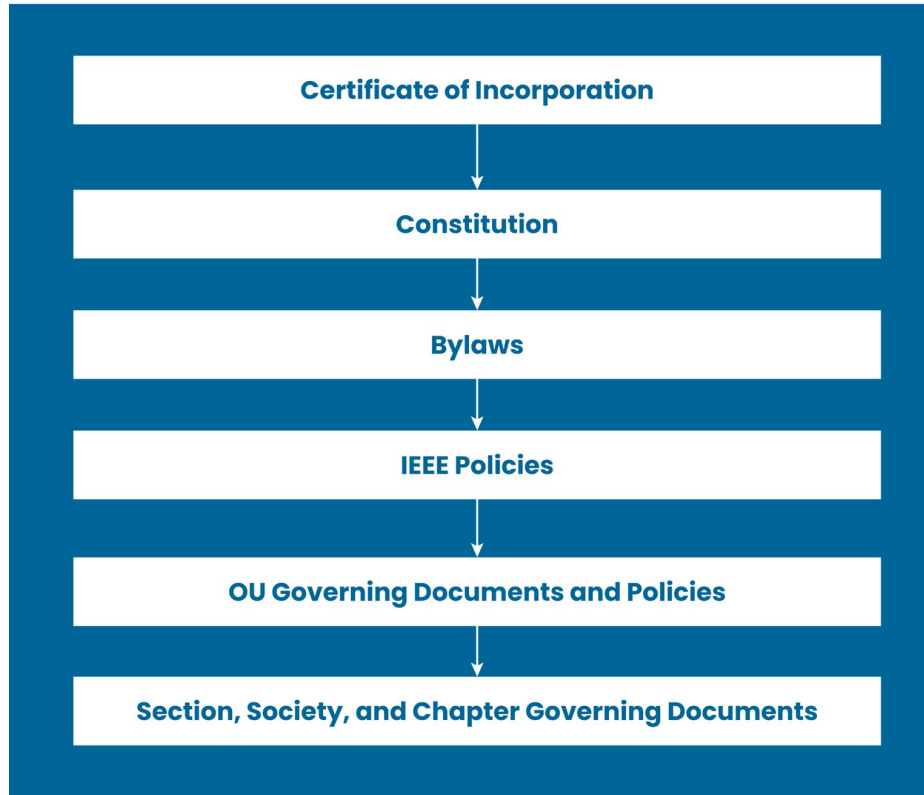 Certificate of Incorporation
Constitution
Bylaws
IEEE Policies
OU Governing Documents and Policies
Section, Society, and Chapter Governing Documents